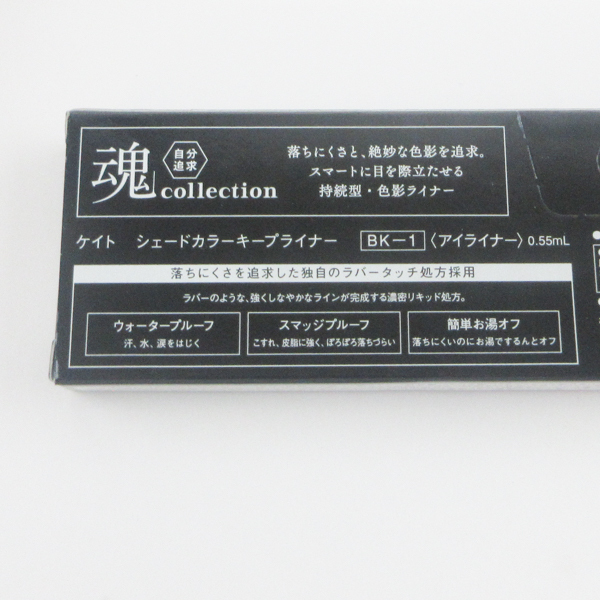 魂 自分追求 collection
落ちにくさと、絶妙な色影を追求。
スマートに目を際立たせる
持続型・色影ライナー
ケイト シェードカラーキープライナー BK-1 〈アイライナー〉 0.55mL
落ちにくさを追求した独自のラバータッチ処方採用
ラバーのような、強くしなやかなラインが完成する濃密リキッド処方。
ウォータープルーフ
汗、水、涙をはじく
スマッジプルーフ
こすれ、皮脂に強く、ぽろぽろ落ちづらい
簡単お湯オフ
落ちにくいのにお湯でするんとオフ